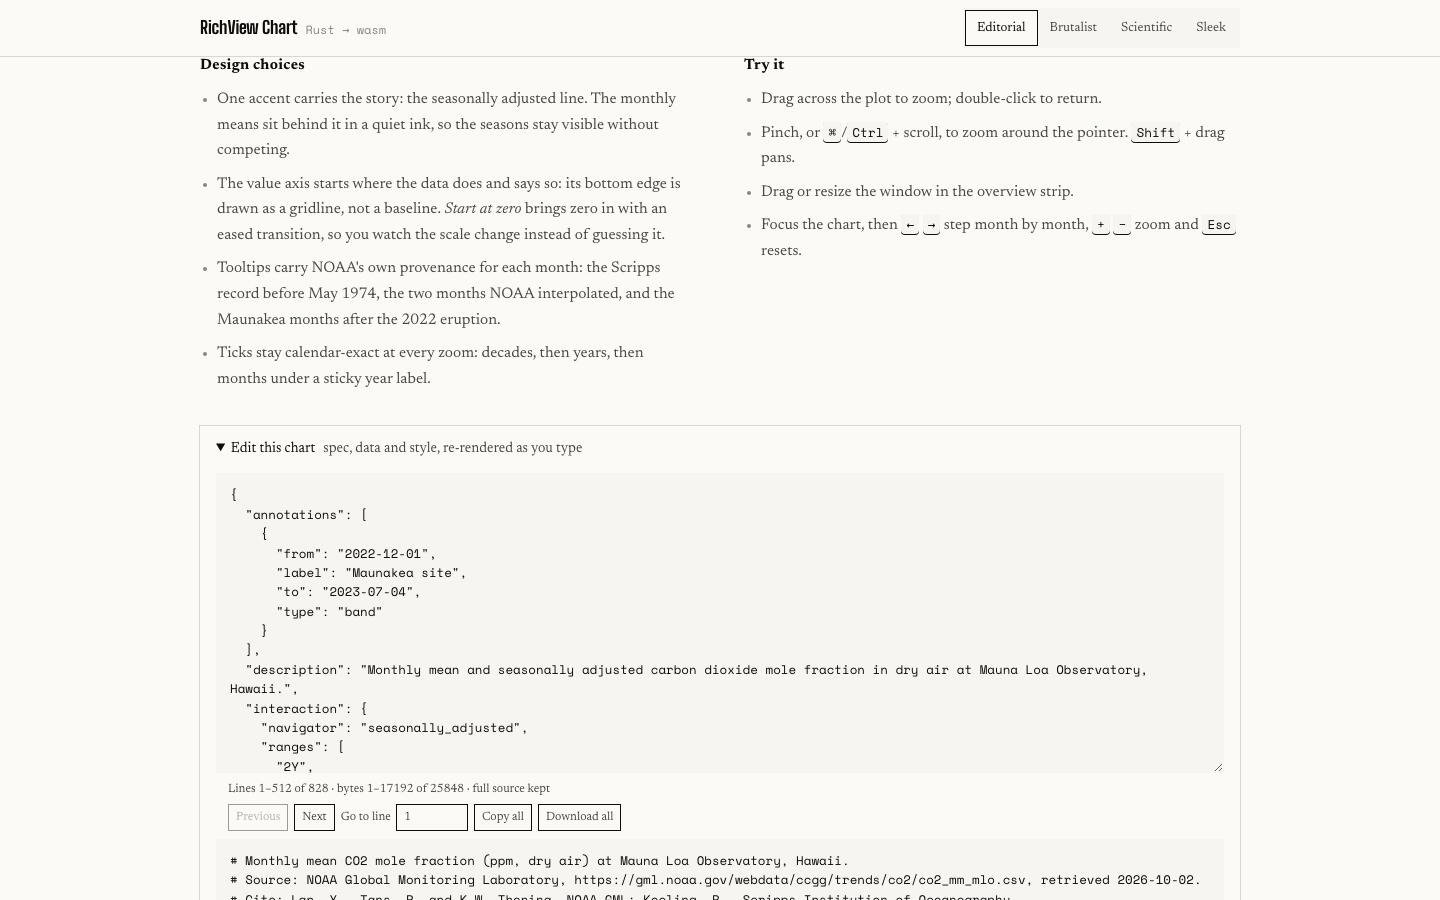 RichView Chart Rust → wasm
Editorial Brutalist Scientific Sleek
Design choices
• One accent carries the story: the seasonally adjusted line. The monthly
means sit behind it in a quiet ink, so the seasons stay visible without
competing.
• The value axis starts where the data does and says so: its bottom edge is
drawn as a gridline, not a baseline. Start at zero brings zero in with an
eased transition, so you watch the scale change instead of guessing it.
• Tooltips carry NOAA's own provenance for each month: the Scripps
record before May 1974, the two months NOAA interpolated, and the
Maunakea months after the 2022 eruption.
• Ticks stay calendar-exact at every zoom: decades, then years, then
months under a sticky year label.
Try it
• Drag across the plot to zoom; double-click to return.
• Pinch, or ⌘/Ctrl + scroll, to zoom around the pointer. Shift + drag
pans.
• Drag or resize the window in the overview strip.
• Focus the chart, then ← → step month by month, + − zoom and Esc
resets.
▼ Edit this chart spec, data and style, re-rendered as you type
{
"annotations": [
{
"from": "2022-12-01",
"label": "Maunakea site",
"to": "2023-07-04",
"type": "band"
}
],
"description": "Monthly mean and seasonally adjusted carbon dioxide mole fraction in dry air at Mauna Loa Observatory,
Hawaii.",
"interaction": {
"navigator": "seasonally_adjusted",
"ranges": [
"2Y",
Lines 1–512 of 828 · bytes 1–17192 of 25848 · full source kept
Previous Next Go to line 1 Copy all Download all
# Monthly mean CO2 mole fraction (ppm, dry air) at Mauna Loa Observatory, Hawaii.
# Source: NOAA Global Monitoring Laboratory, https://gml.noaa.gov/webdata/ccgg/trends/co2/co2_mm_mlo.csv, retrieved 2026-10-02.
# Cite: Lan, Y., Tans, P. and K.W. Thoning, NOAA GML; Keeling, R., Scripps Institution of Oceanography.